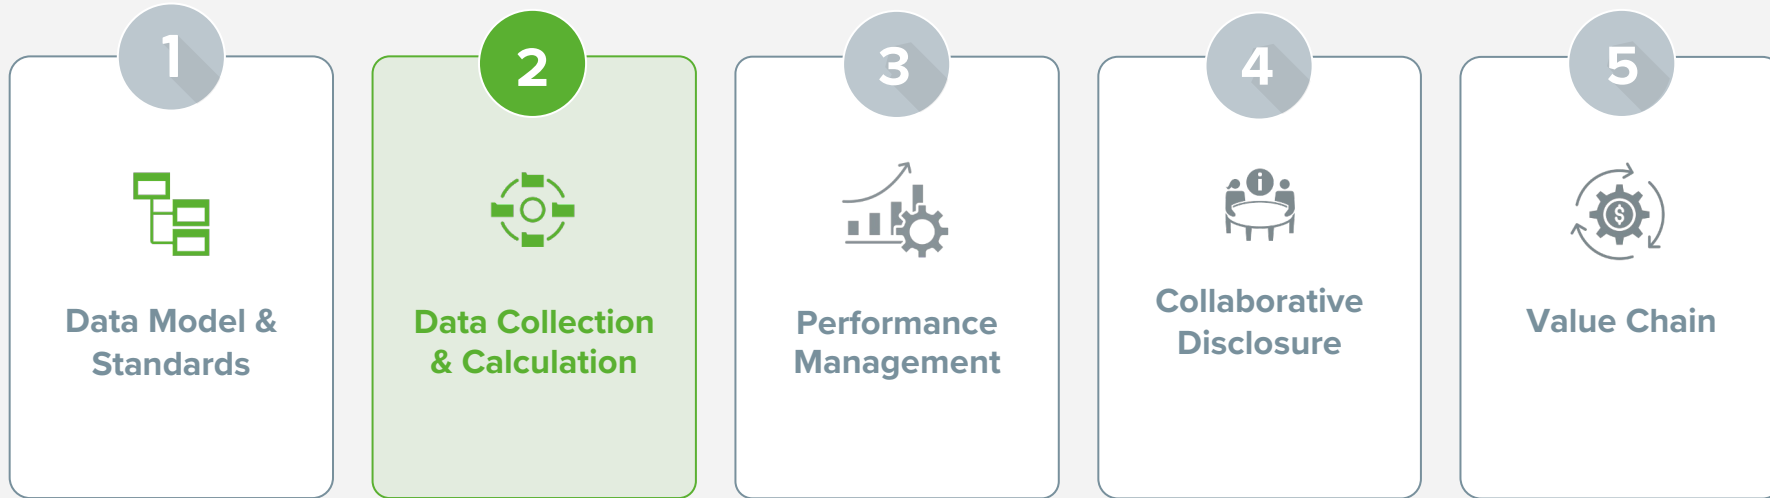 1
Data Model &
Standards
2
Data Collection
& Calculation
3
Performance
Management
4
i
Collaborative
Disclosure
5
$
Value Chain